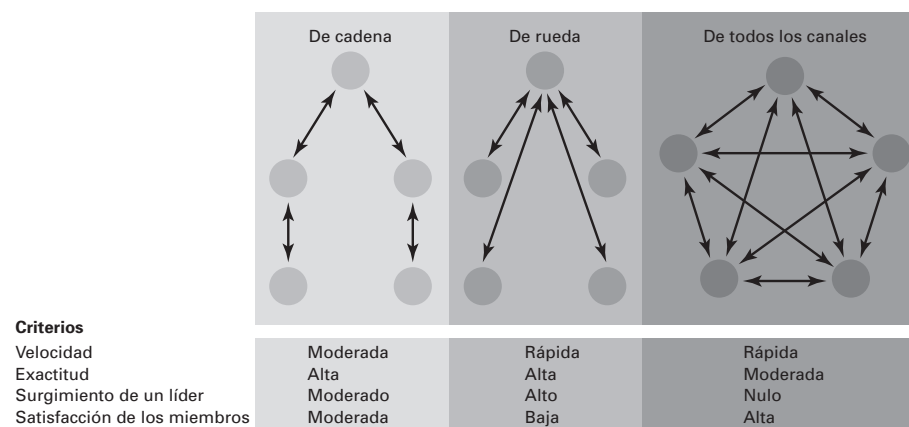 De cadena De rueda De todos los canales
Criterios
Velocidad Moderada Rápida Rápida
Exactitud Alta Alta Moderada
Surgimiento de un líder Moderado Alto Nulo
Satisfacción de los miembros Moderada Baja Alta